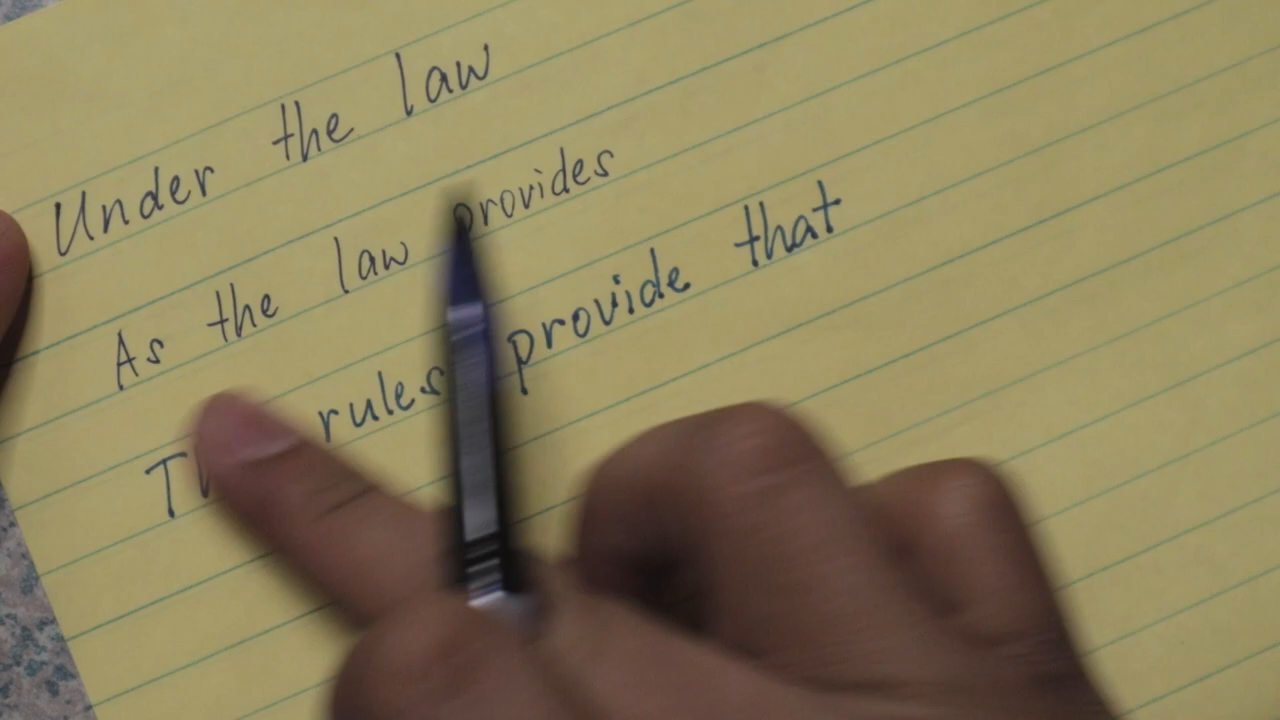 Under the law
As the law provides
rules provide that